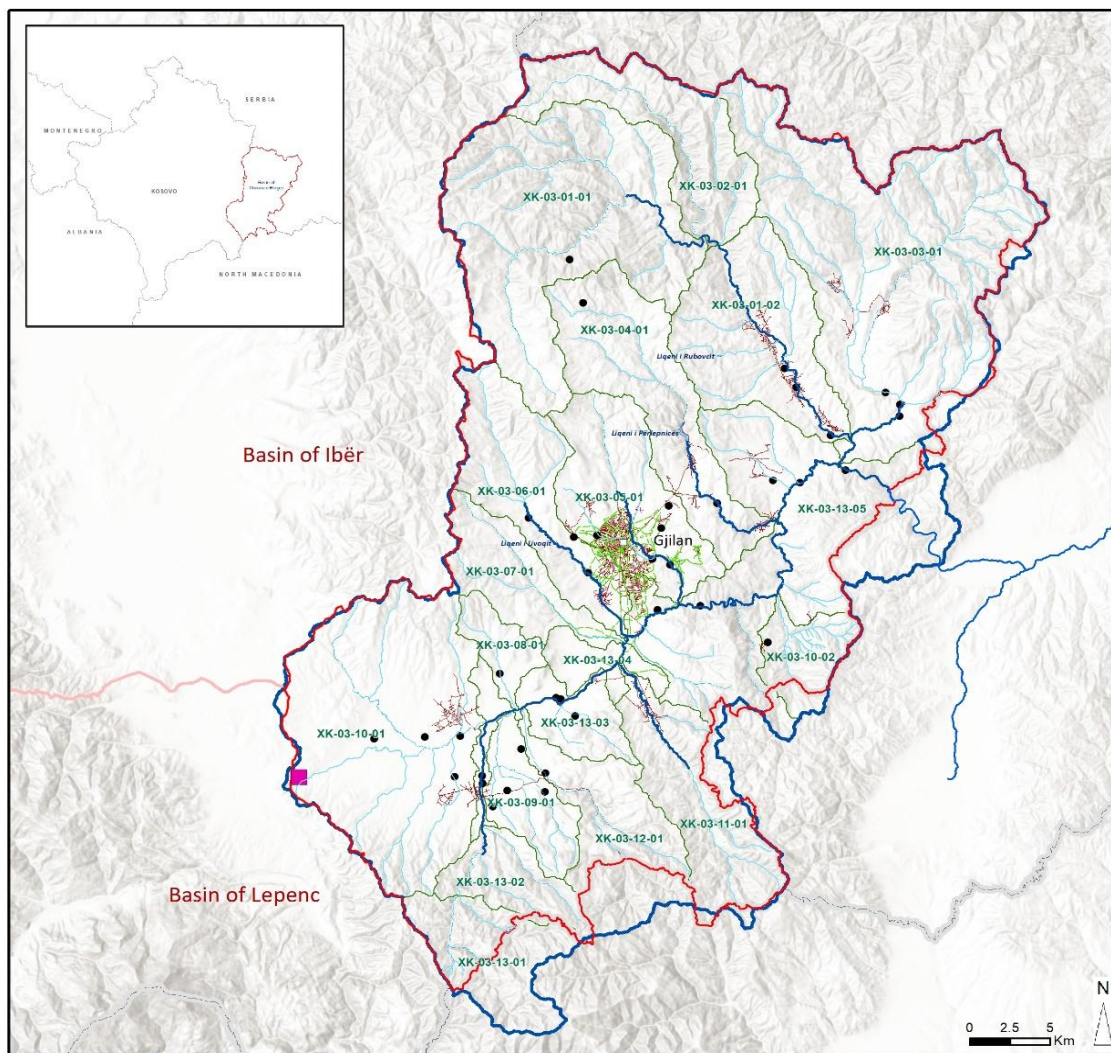 SERBIA
MONTENEGRO
KOSOVO
ALBANIA
NORTH MACEDONIA
XK-03-02-01
XK-03-01-01
XK-03-03-01
XK-03-01-02
XK-03-04-01
Liqeni i Rubovcit
Liqeni i Përlepnicës
Basin of Ibër
XK-03-06-01
XK-03-05-01
XK-03-13-05
Gjilan
Liqeni i Livoqit
XK-03-07-01
XK-03-08-01
XK-03-13-04
XK-03-10-02
XK-03-13-03
XK-03-10-01
XK-03-09-01
XK-03-11-01
XK-03-12-01
Basin of Lepenc
XK-03-13-02
XK-03-13-01
N
0 2.5 5
Km